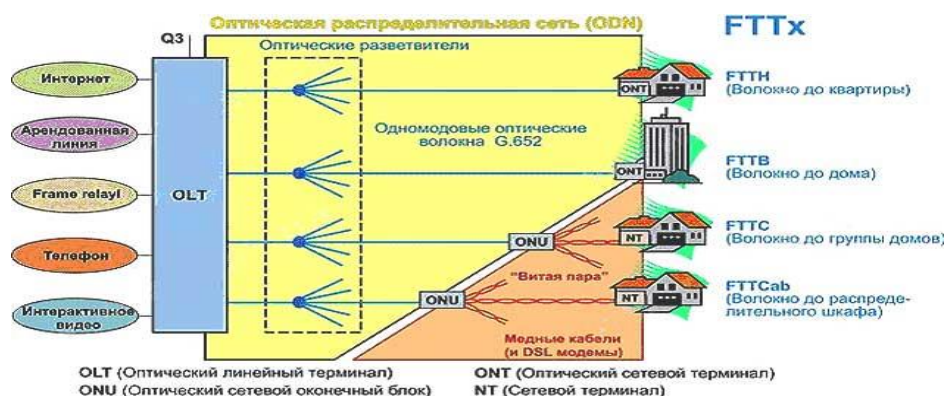 Оптическая распределительная сеть (ODN)
FTTx
Q3
Оптические разветвители
Интернет
ONT
FTTH
(Волокно до квартиры)
Арендованная
линия
Одномодовые оптические
волокна G.652
ONT
FTTB
(Волокно до дома)
Frame relayl
OLT
Телефон
ONU
NT
FTTC
(Волокно до группы домов)
"Витая пара"
Интерактивное
видео
ONU
NT
FTTCab
(Волокно до распреде-
лительного шкафа)
Медные кабели
(и DSL модемы)
OLT (Оптический линейный терминал)
ONT (Оптический сетевой терминал)
ONU (Оптический сетевой оконечный блок)
NT (Сетевой терминал)